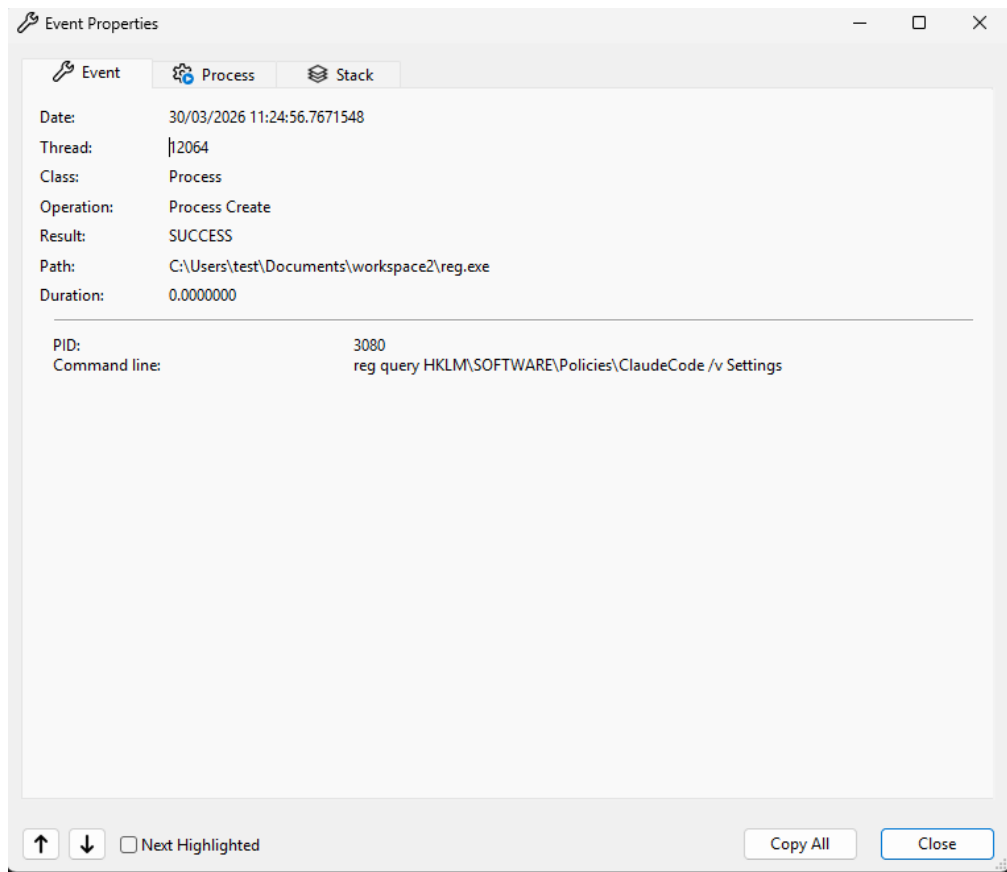 Event Properties
Event Process Stack
Date: 30/03/2026 11:24:56.7671548
Thread: 12064
Class: Process
Operation: Process Create
Result: SUCCESS
Path: C:\Users\test\Documents\workspace2\reg.exe
Duration: 0.0000000
PID: 3080
Command line: reg query HKLM\SOFTWARE\Policies\ClaudeCode /v Settings
Next Highlighted Copy All Close